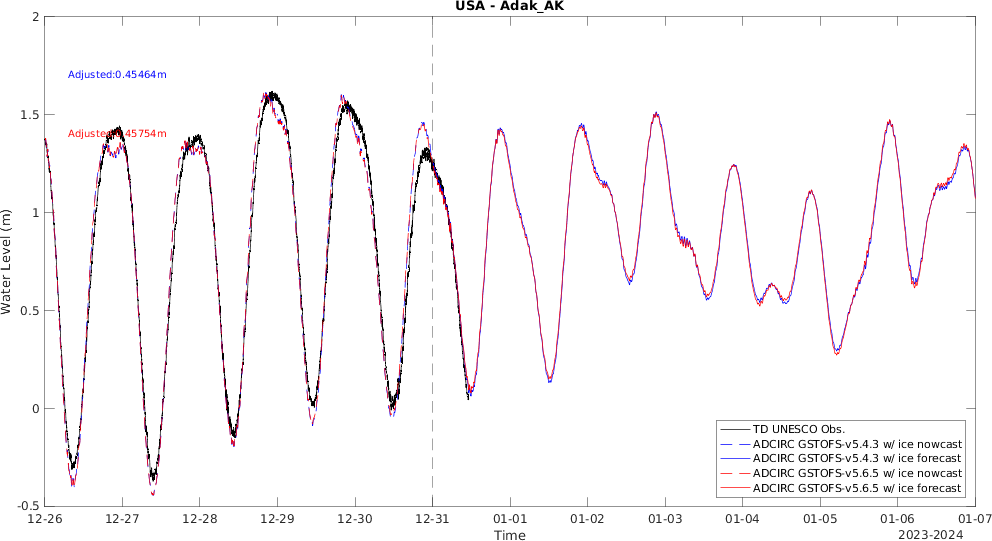 USA - Adak_AK
2
1.5
1
0.5
0
-0.5
Water Level (m)
Adjusted:0.45464m
Adjusted:0.45754m
12-26 12-27 12-28 12-29 12-30 12-31 01-01 01-02 01-03 01-04 01-05 01-06 01-07
Time
2023-2024
TD UNESCO Obs.
ADCIRC GSTOFS-v5.4.3 w/ ice nowcast
ADCIRC GSTOFS-v5.4.3 w/ ice forecast
ADCIRC GSTOFS-v5.6.5 w/ ice nowcast
ADCIRC GSTOFS-v5.6.5 w/ ice forecast